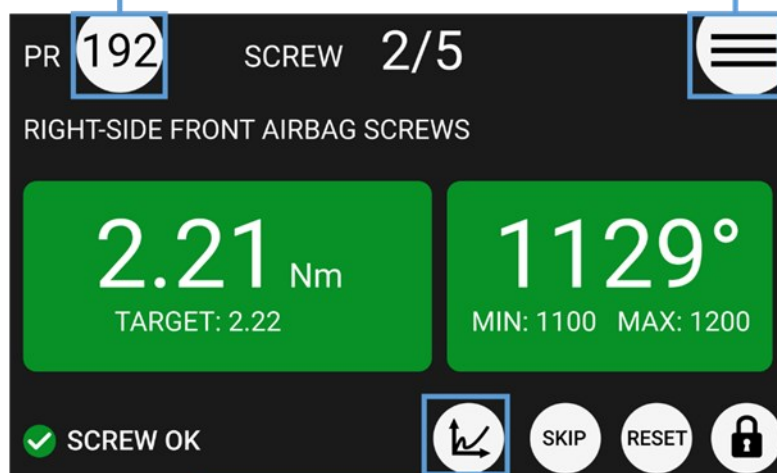 PR 192 SCREW 2/5
RIGHT-SIDE FRONT AIRBAG SCREWS
2.21 Nm 1129°
TARGET: 2.22 MIN: 1100 MAX: 1200
SCREW OK SKIP RESET